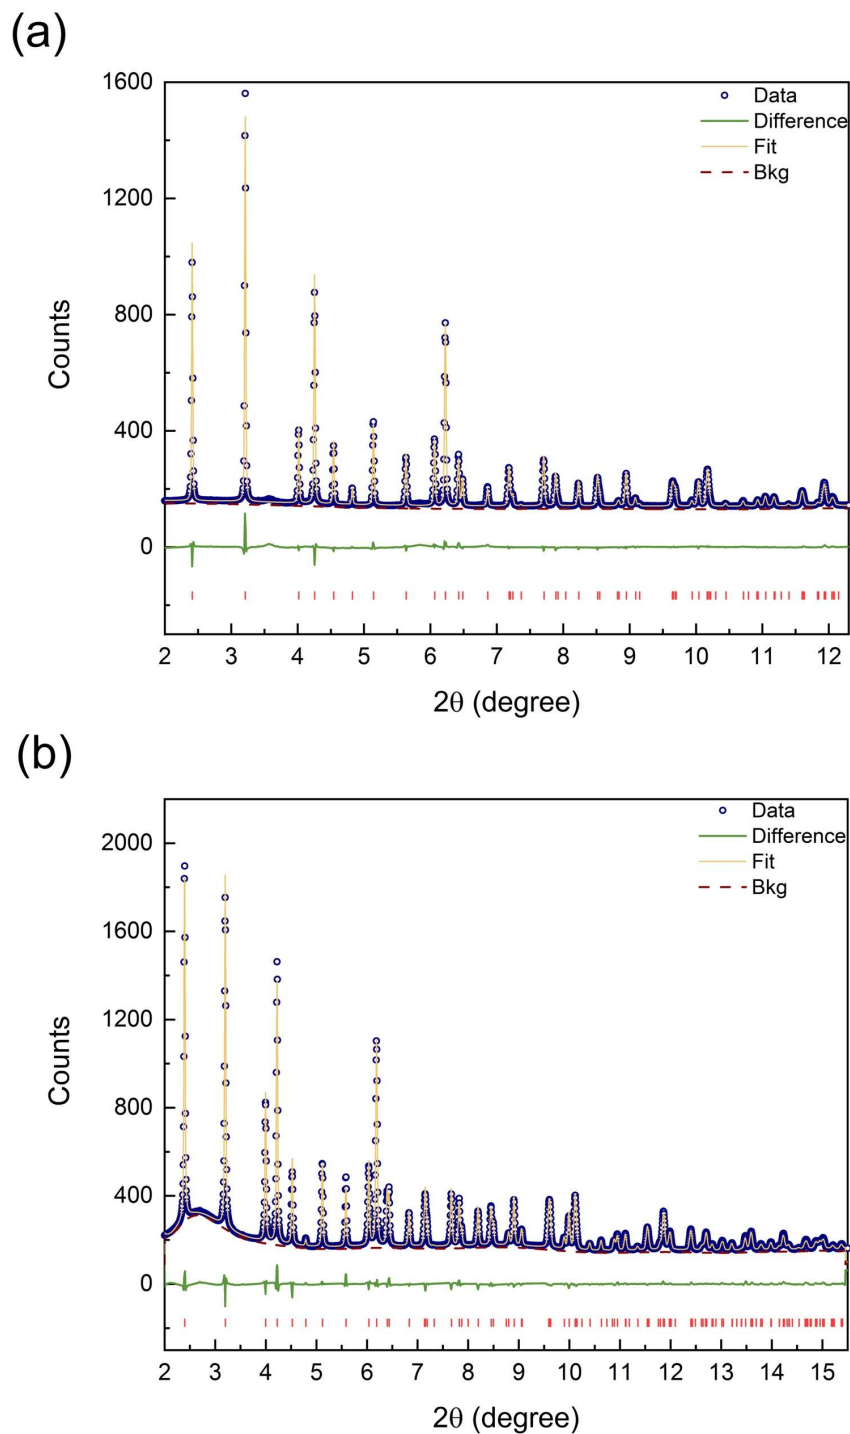 (a)
1600
1200
800
400
0
Counts
Data
Difference
Fit
Bkg
2 3 4 5 6 7 8 9 10 11 12
2θ (degree)
(b)
2000
1600
1200
800
400
0
Counts
Data
Difference
Fit
Bkg
2 3 4 5 6 7 8 9 10 11 12 13 14 15
2θ (degree)